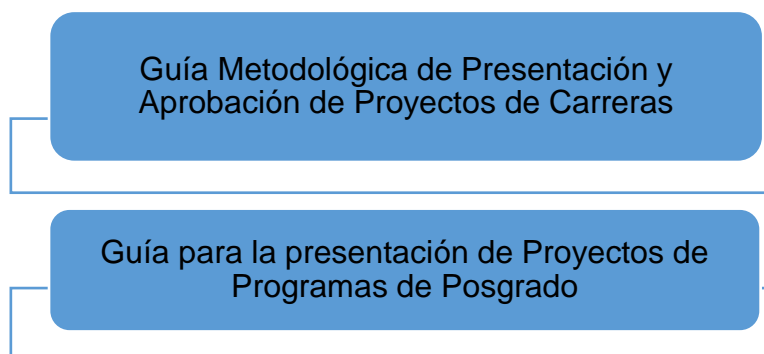 Guía Metodológica de Presentación y
Aprobación de Proyectos de Carreras
Guía para la presentación de Proyectos de
Programas de Posgrado